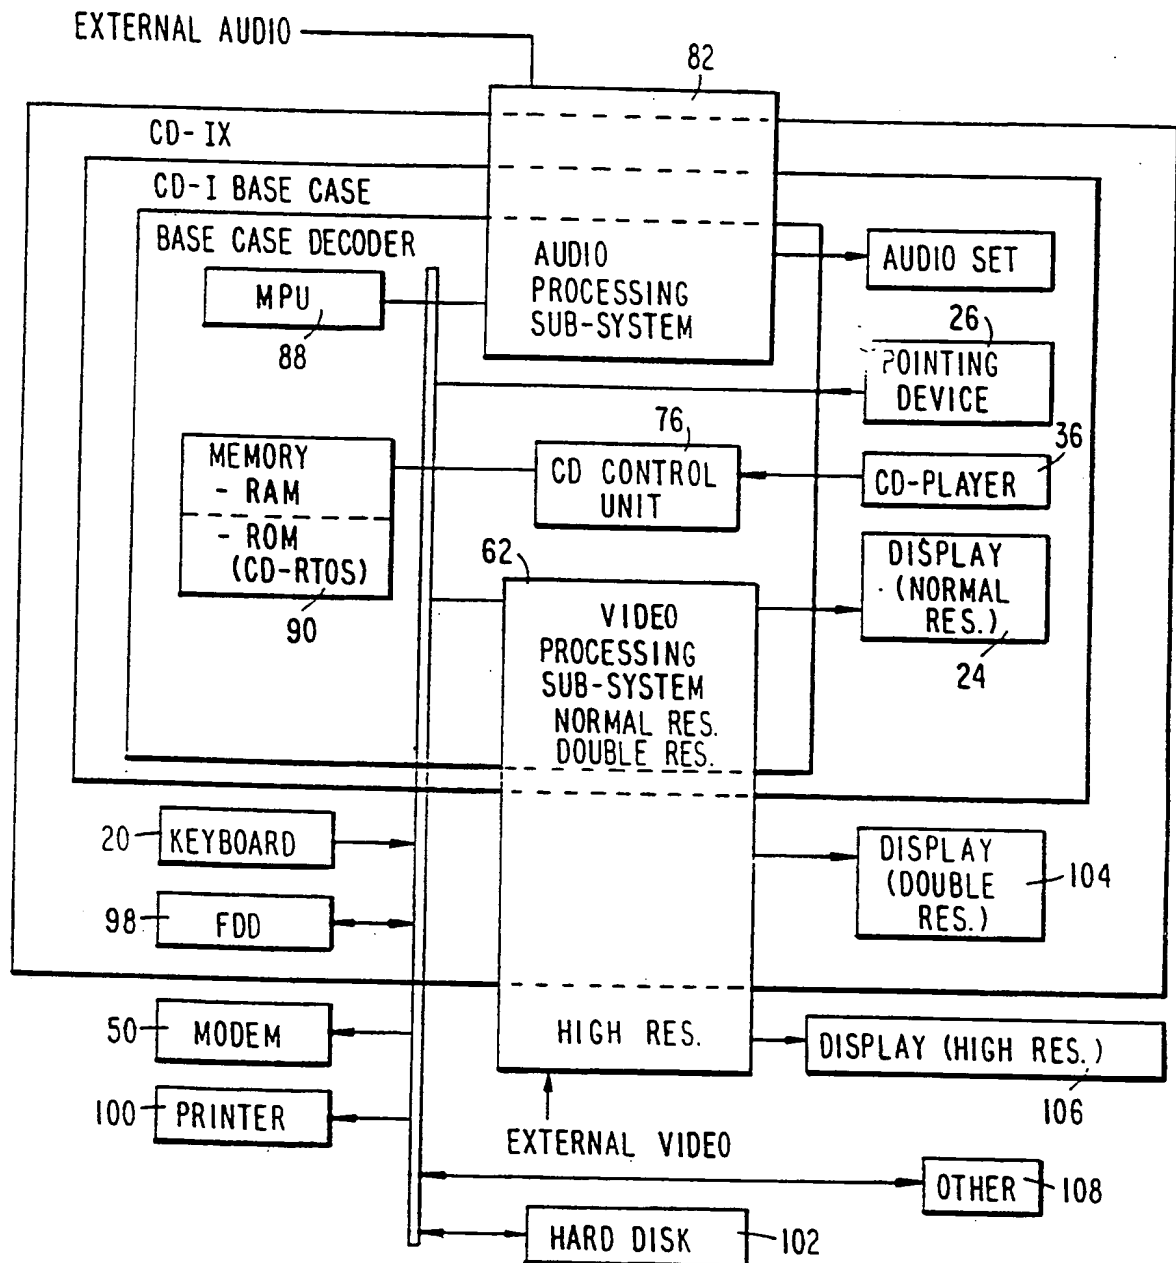 EXTERNAL AUDIO
82
CD-IX
CD-I BASE CASE
BASE CASE DECODER
MPU
88
AUDIO
PROCESSING
SUB-SYSTEM
AUDIO SET
26
POINTING
DEVICE
76
36
MEMORY
- RAM
- ROM
(CD-RTOS)
90
CD CONTROL
UNIT
CD-PLAYER
62
DISPLAY
(NORMAL
RES.)
24
VIDEO
PROCESSING
SUB-SYSTEM
NORMAL RES.
DOUBLE RES.
20 KEYBOARD
DISPLAY
(DOUBLE
RES.)
104
98 FDD
50 MODEM
HIGH RES.
DISPLAY (HIGH RES.)
106
100 PRINTER
EXTERNAL VIDEO
OTHER 108
HARD DISK 102